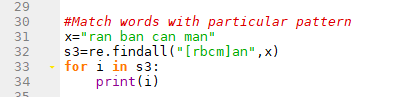 29
30 #Match words with particular pattern
31 x="ran ban can man"
32 s3=re.findall("[rbcm]an",x)
33 for i in s3:
34     print(i)
35